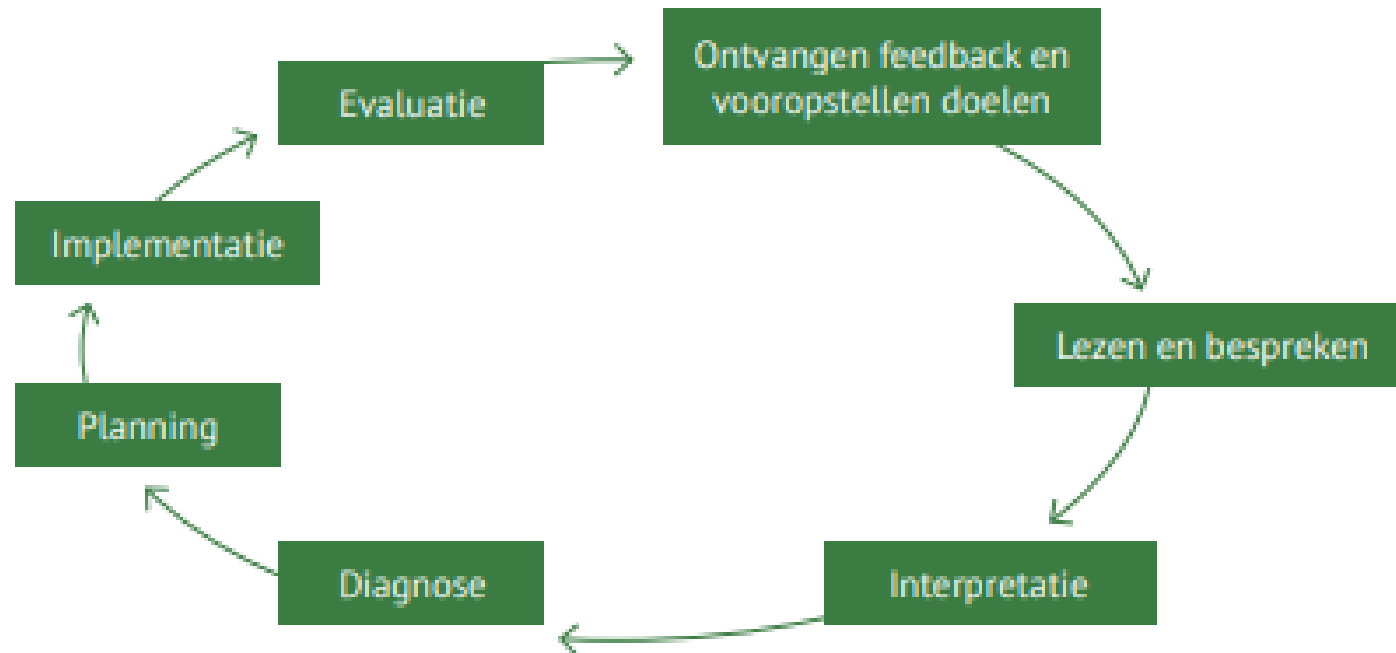 Ontvangen feedback en
vooropstellen doelen
Lezen en bespreken
Interpretatie
Diagnose
Planning
Implementatie
Evaluatie